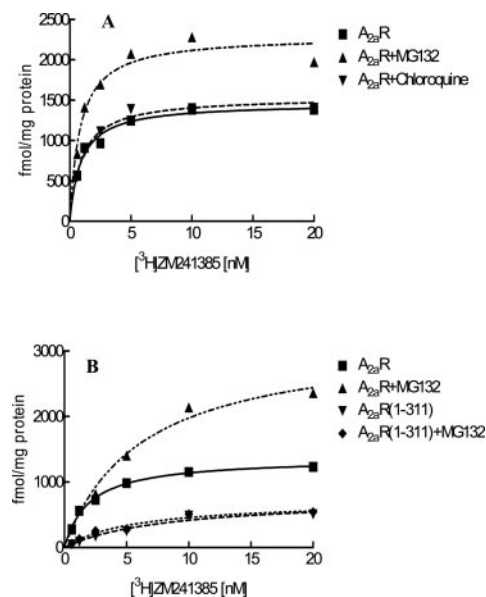 A
2500
2000
1500
1000
500
0
fmol/mg protein
0 5 10 15 20
[³H]ZM241385 [nM]
■ A₂ₐR
▲ A₂ₐR+MG132
▼ A₂ₐR+Chloroquine
B
3000
2000
1000
0
fmol/mg protein
0 5 10 15 20
[³H]ZM241385 [nM]
■ A₂ₐR
▲ A₂ₐR+MG132
▼ A₂ₐR(1-311)
◆ A₂ₐR(1-311)+MG132